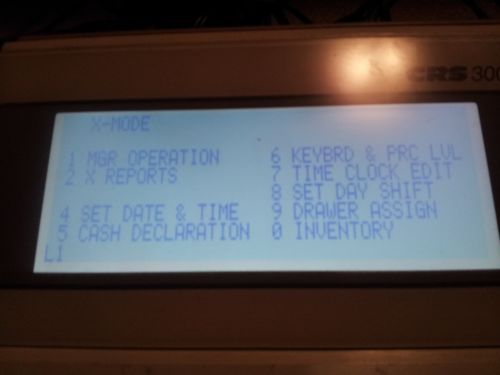 CRS 300
X-MODE
1 MGR OPERATION
2 X REPORTS
4 SET DATE & TIME
5 CASH DECLARATION
6 KEYBRD & PRC LVL
7 TIME CLOCK EDIT
8 SET DAY SHIFT
9 DRAWER ASSIGN
0 INVENTORY
L1